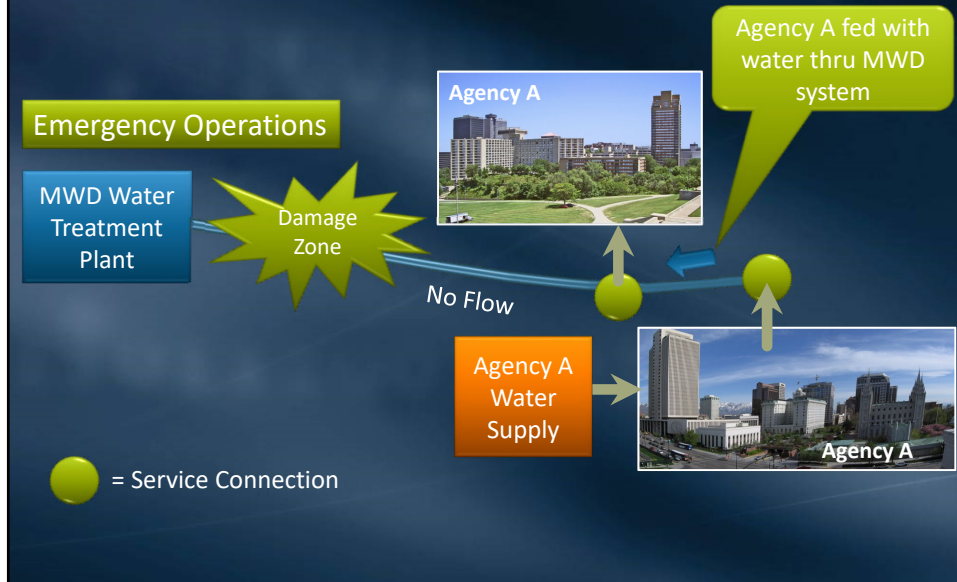 Agency A fed with
water thru MWD
system
Agency A
Emergency Operations
MWD Water
Treatment
Plant
Damage
Zone
No Flow
Agency A
Water
Supply
Agency A
= Service Connection